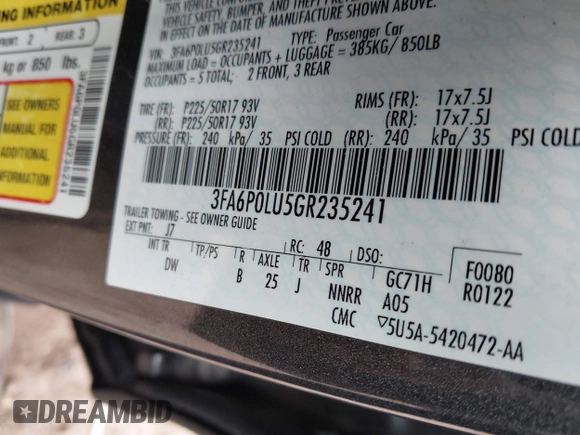 ING INFORMATION
FRONT: 2 REAR: 3
kg or 850 lbs.
SEE OWNERS
MANUAL FOR
ADDITIONAL
INFORMATION
3FA6P0LU5GR235241
VEHICLE SAFETY,
SAFETY, BUMPER, AND THEFT PREVENTION
IN EFFECT ON THE DATE OF MANUFACTURE SHOWN ABOVE.
VIN: 3FA6P0LU5GR235241 TYPE: Passenger Car
MAXIMUM LOAD = OCCUPANTS + LUGGAGE = 385KG/ 850LB
OCCUPANTS = 5 TOTAL: 2 FRONT, 3 REAR
TIRE (FR): P225/50R17 93V RIMS (FR): 17x7.5J
(RR): P225/50R17 93V (RR): 17x7.5J
PRESSURE (FR): 240 kPa/ 35 PSI COLD (RR): 240 kPa/ 35 PSI COLD
3FA6P0LU5GR235241
TRAILER TOWING - SEE OWNER GUIDE
EXT PNT: J7 RC: 48 DSO:
INT TR TP/PS R AXLE TR SPR GC71H F0080
DW B 25 J NNRR A05 R0122
CMC ▽5U5A-5420472-AA
DREAMBID